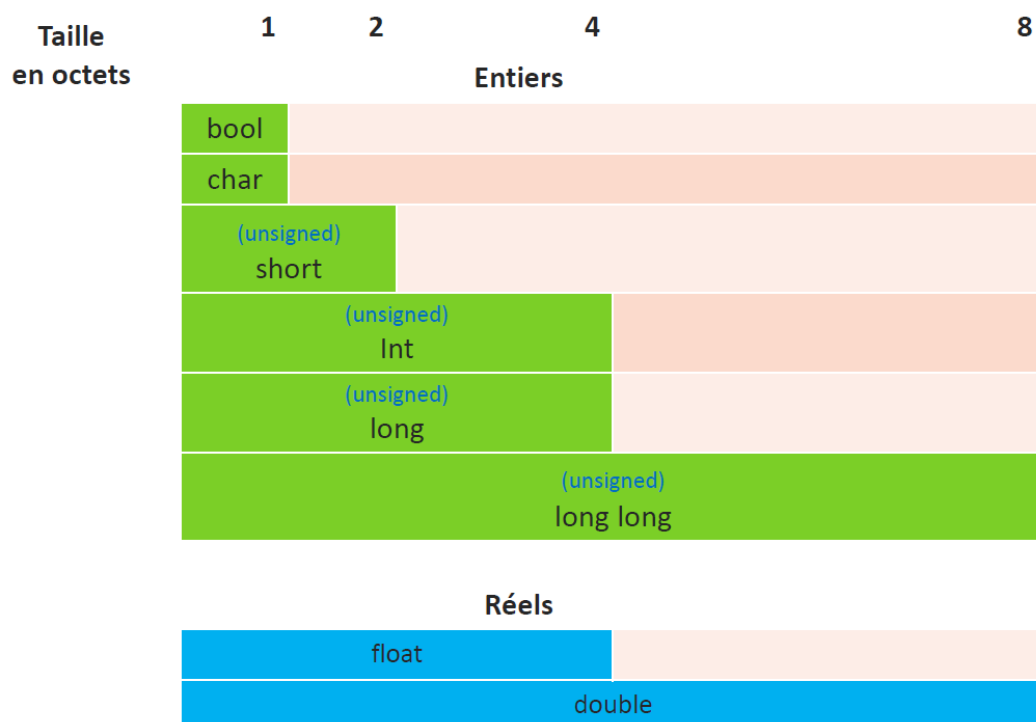 Taille
en octets
1 2 4 8
Entiers
bool
char
(unsigned)
short
(unsigned)
Int
(unsigned)
long
(unsigned)
long long
Réels
float
double